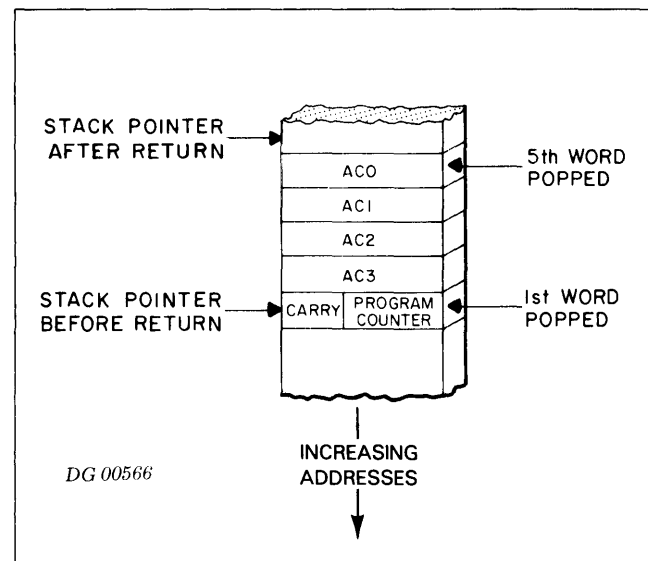 STACK POINTER
AFTER RETURN
5th WORD
POPPED
AC0
AC1
AC2
AC3
STACK POINTER
BEFORE RETURN
CARRY
PROGRAM
COUNTER
1st WORD
POPPED
INCREASING
ADDRESSES
DG 00566